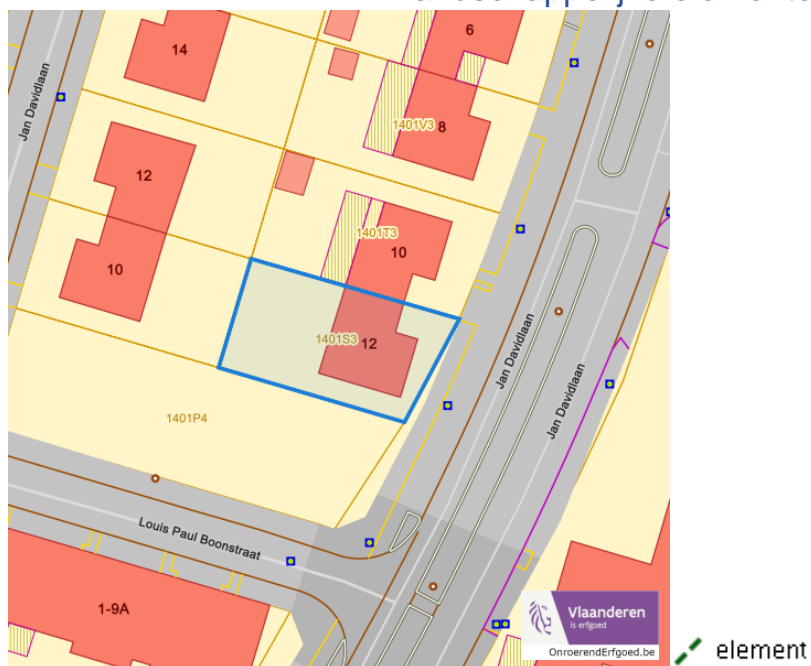 6
14
Jan Davidlaan
1401V3
8
12
1401T3
10
10
Jan Davidlaan
1401S3
12
Jan Davidlaan
1401P4
Louis Paul Boonstraat
1-9A
Vlaanderen
is erfgoed
OnroerendErfgoed.be
element